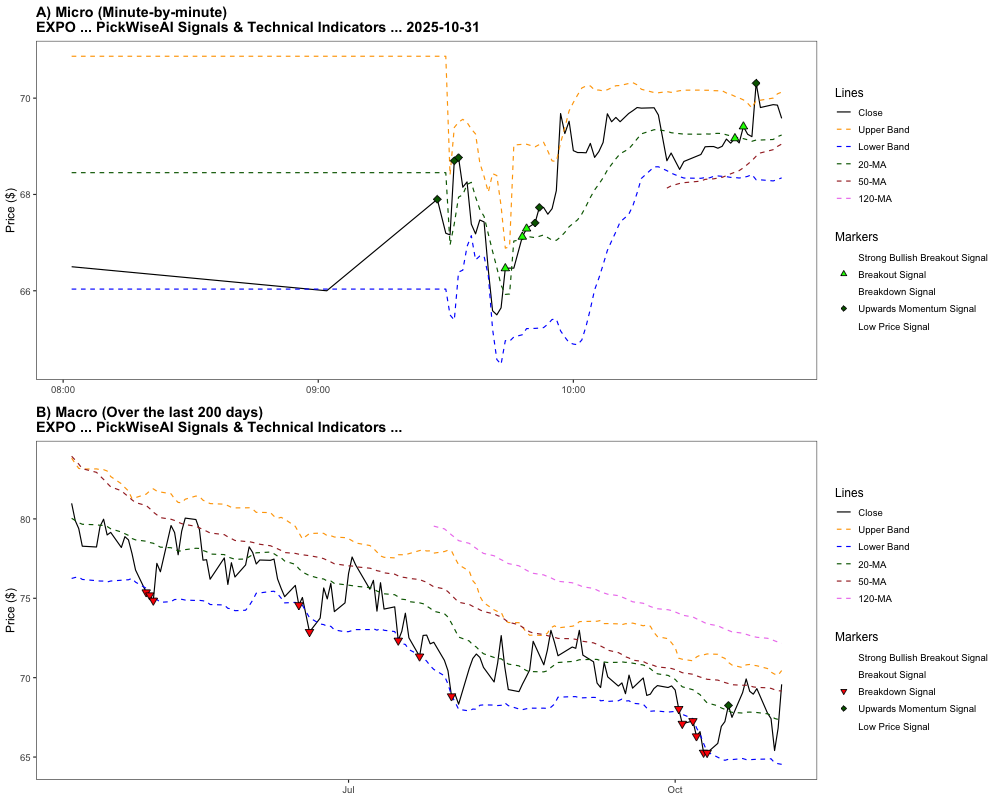 A) Micro (Minute-by-minute)
EXPO ... PickWiseAI Signals & Technical Indicators ... 2025-10-31
Price ($)
70
68
66
08:00
09:00
10:00
Lines
Close
Upper Band
Lower Band
20-MA
50-MA
120-MA
Markers
Strong Bullish Breakout Signal
Breakout Signal
Breakdown Signal
Upwards Momentum Signal
Low Price Signal
B) Macro (Over the last 200 days)
EXPO ... PickWiseAI Signals & Technical Indicators ...
Price ($)
80
75
70
65
Jul
Oct
Lines
Close
Upper Band
Lower Band
20-MA
50-MA
120-MA
Markers
Strong Bullish Breakout Signal
Breakout Signal
Breakdown Signal
Upwards Momentum Signal
Low Price Signal